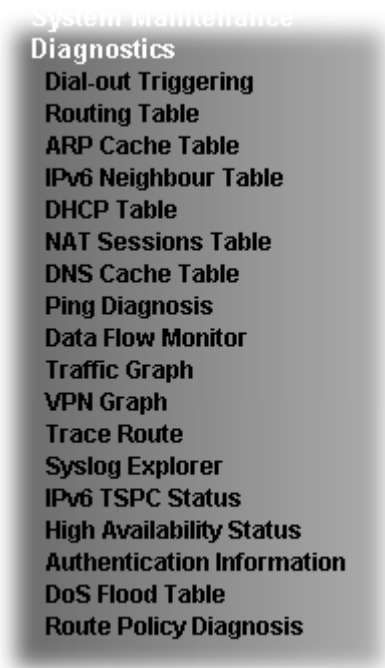 System Maintenance
Diagnostics
Dial-out Triggering
Routing Table
ARP Cache Table
IPv6 Neighbour Table
DHCP Table
NAT Sessions Table
DNS Cache Table
Ping Diagnosis
Data Flow Monitor
Traffic Graph
VPN Graph
Trace Route
Syslog Explorer
IPv6 TSPC Status
High Availability Status
Authentication Information
DoS Flood Table
Route Policy Diagnosis